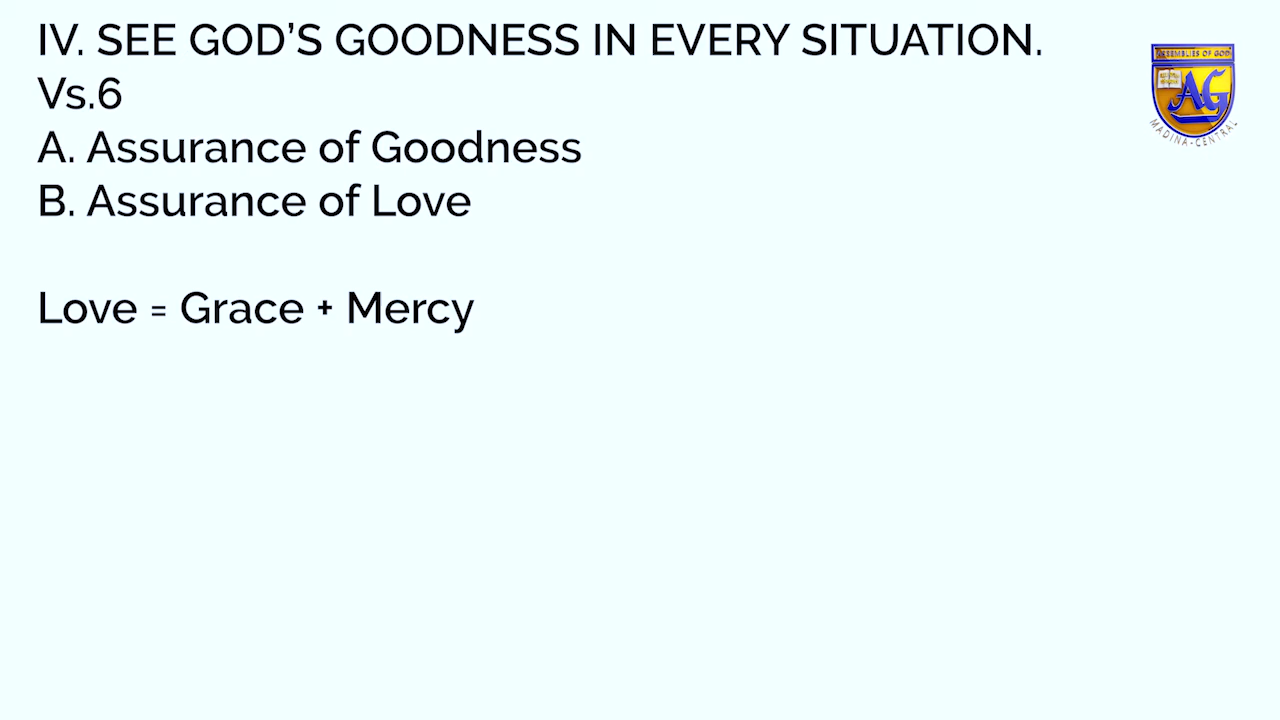 IV. SEE GOD’S GOODNESS IN EVERY SITUATION.
Vs.6
A. Assurance of Goodness
B. Assurance of Love
Love = Grace + Mercy
ASSEMBLIES OF GOD
AG
MADINA-CENTRAL